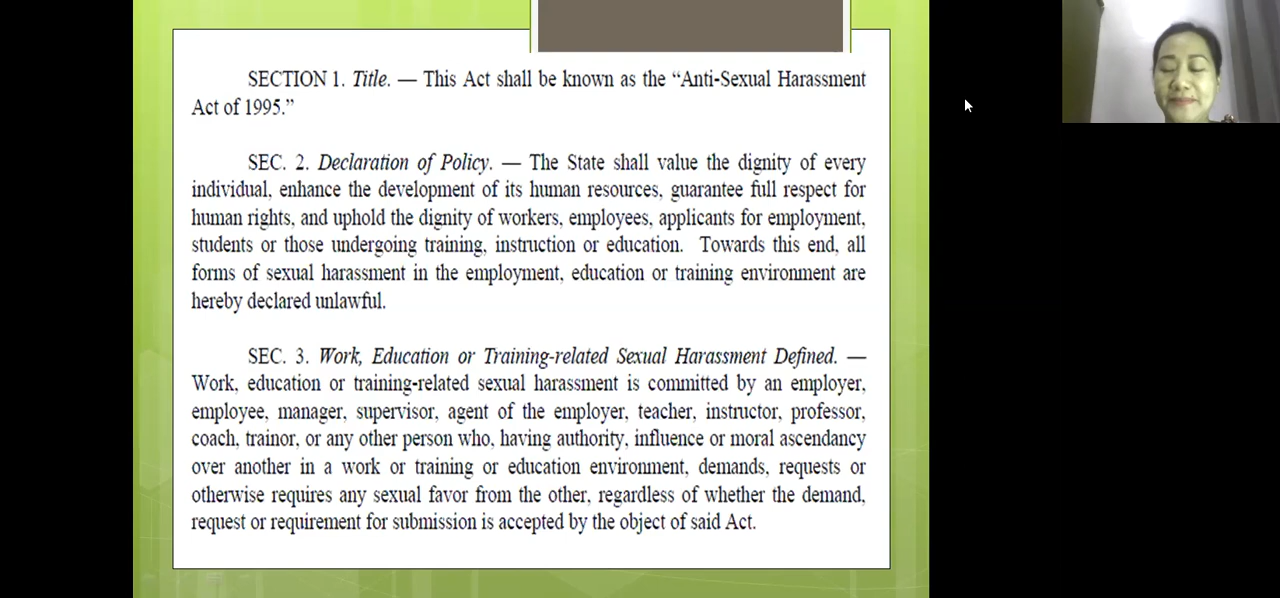 SECTION 1. Title. — This Act shall be known as the “Anti-Sexual Harassment
Act of 1995.”
SEC. 2. Declaration of Policy. — The State shall value the dignity of every
individual, enhance the development of its human resources, guarantee full respect for
human rights, and uphold the dignity of workers, employees, applicants for employment,
students or those undergoing training, instruction or education. Towards this end, all
forms of sexual harassment in the employment, education or training environment are
hereby declared unlawful.
SEC. 3. Work, Education or Training-related Sexual Harassment Defined. —
Work, education or training-related sexual harassment is committed by an employer,
employee, manager, supervisor, agent of the employer, teacher, instructor, professor,
coach, trainor, or any other person who, having authority, influence or moral ascendancy
over another in a work or training or education environment, demands, requests or
otherwise requires any sexual favor from the other, regardless of whether the demand,
request or requirement for submission is accepted by the object of said Act.